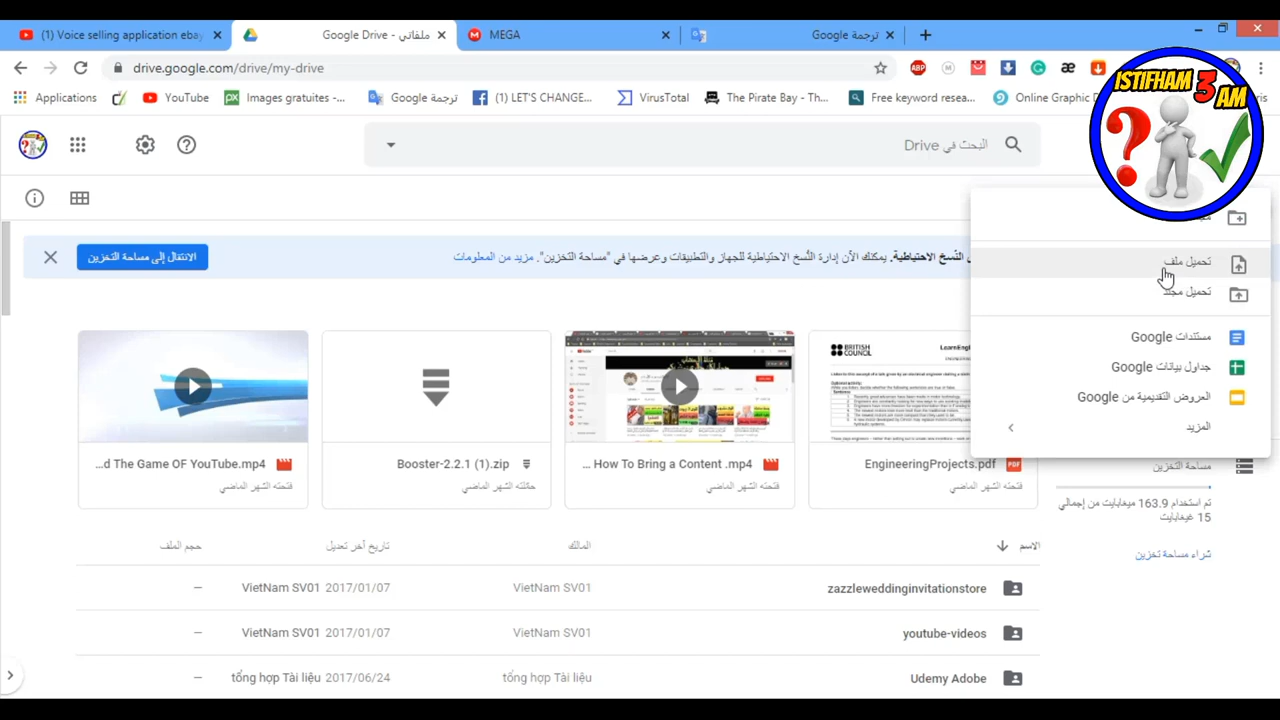 (1) Voice selling application ebay
Google Drive - ملفاتي
MEGA
ترجمة Google
drive.google.com/drive/my-drive
ABP
Applications
YouTube
Images gratuites -...
ترجمة Google
(1) LET'S CHANGE...
VirusTotal
The Pirate Bay - Th...
Free keyword resea...
Online Graphic D
ISTIFHAM 3 AM
البحث في Drive
تحميل ملف
تحميل مجلد
مستندات Google
جداول بيانات Google
العروض التقديمية من Google
المزيد
النُسخ الاحتياطية. يمكنك الآن إدارة النُسخ الاحتياطية للجهاز والتطبيقات وعرضها في "مساحة التخزين". مزيد من المعلومات
الانتقال إلى مساحة التخزين
BRITISH COUNCIL
EngineeringProjects.pdf
فتحته الشهر الماضي
How To Bring a Content .mp4 ...
فتحته الشهر الماضي
Booster-2.2.1 (1).zip
حمّلته الشهر الماضي
...d The Game OF YouTube.mp4
فتحته الشهر الماضي
مساحة التخزين
تم استخدام 163.9 ميغابايت من إجمالي
15 غيغابايت
شراء مساحة تخزين
الاسم
المالك
تاريخ آخر تعديل
حجم الملف
zazzleweddinginvitationstore
VietNam SV01
VietNam SV01 2017/01/07
–
youtube-videos
VietNam SV01
VietNam SV01 2017/01/07
–
Udemy Adobe
tổng hợp Tài liệu
tổng hợp Tài liệu 2017/06/24
–